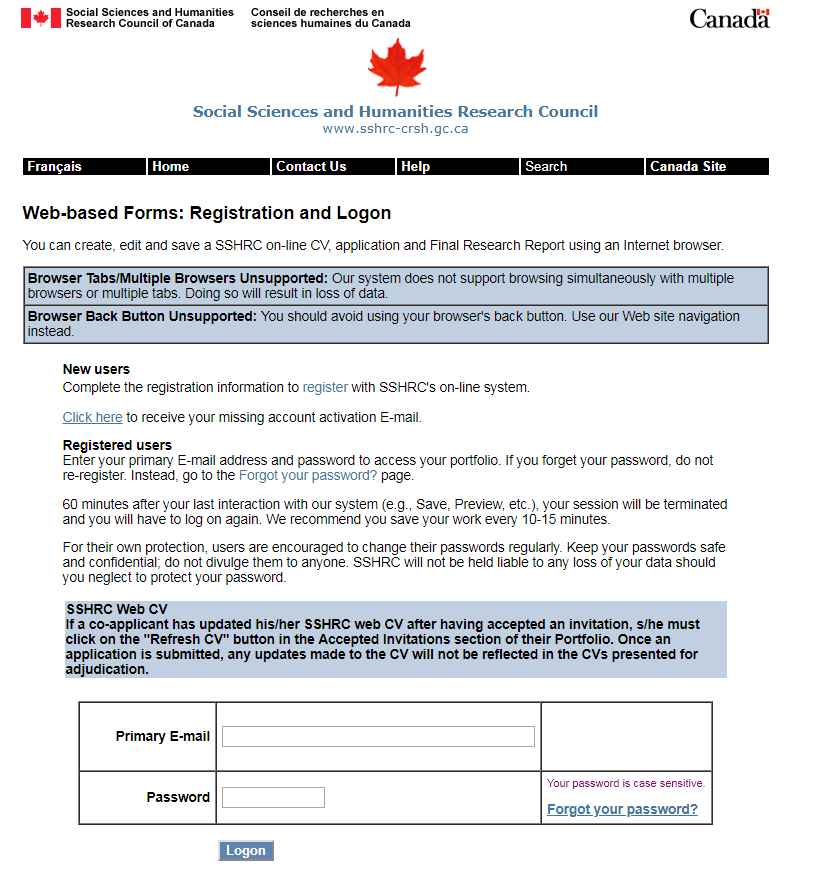 Social Sciences and Humanities
Research Council of Canada
Conseil de recherches en
sciences humaines du Canada
Canada
Social Sciences and Humanities Research Council
www.sshrc-crsh.gc.ca
Français Home Contact Us Help Search Canada Site
Web-based Forms: Registration and Logon
You can create, edit and save a SSHRC on-line CV, application and Final Research Report using an Internet browser.
Browser Tabs/Multiple Browsers Unsupported: Our system does not support browsing simultaneously with multiple
browsers or multiple tabs. Doing so will result in loss of data.
Browser Back Button Unsupported: You should avoid using your browser's back button. Use our Web site navigation
instead.
New users
Complete the registration information to register with SSHRC's on-line system.
Click here to receive your missing account activation E-mail.
Registered users
Enter your primary E-mail address and password to access your portfolio. If you forget your password, do not
re-register. Instead, go to the Forgot your password? page.
60 minutes after your last interaction with our system (e.g., Save, Preview, etc.), your session will be terminated
and you will have to log on again. We recommend you save your work every 10-15 minutes.
For their own protection, users are encouraged to change their passwords regularly. Keep your passwords safe
and confidential; do not divulge them to anyone. SSHRC will not be held liable to any loss of your data should
you neglect to protect your password.
SSHRC Web CV
If a co-applicant has updated his/her SSHRC web CV after having accepted an invitation, s/he must
click on the "Refresh CV" button in the Accepted Invitations section of their Portfolio. Once an
application is submitted, any updates made to the CV will not be reflected in the CVs presented for
adjudication.
Primary E-mail
Password
Your password is case sensitive.
Forgot your password?
Logon